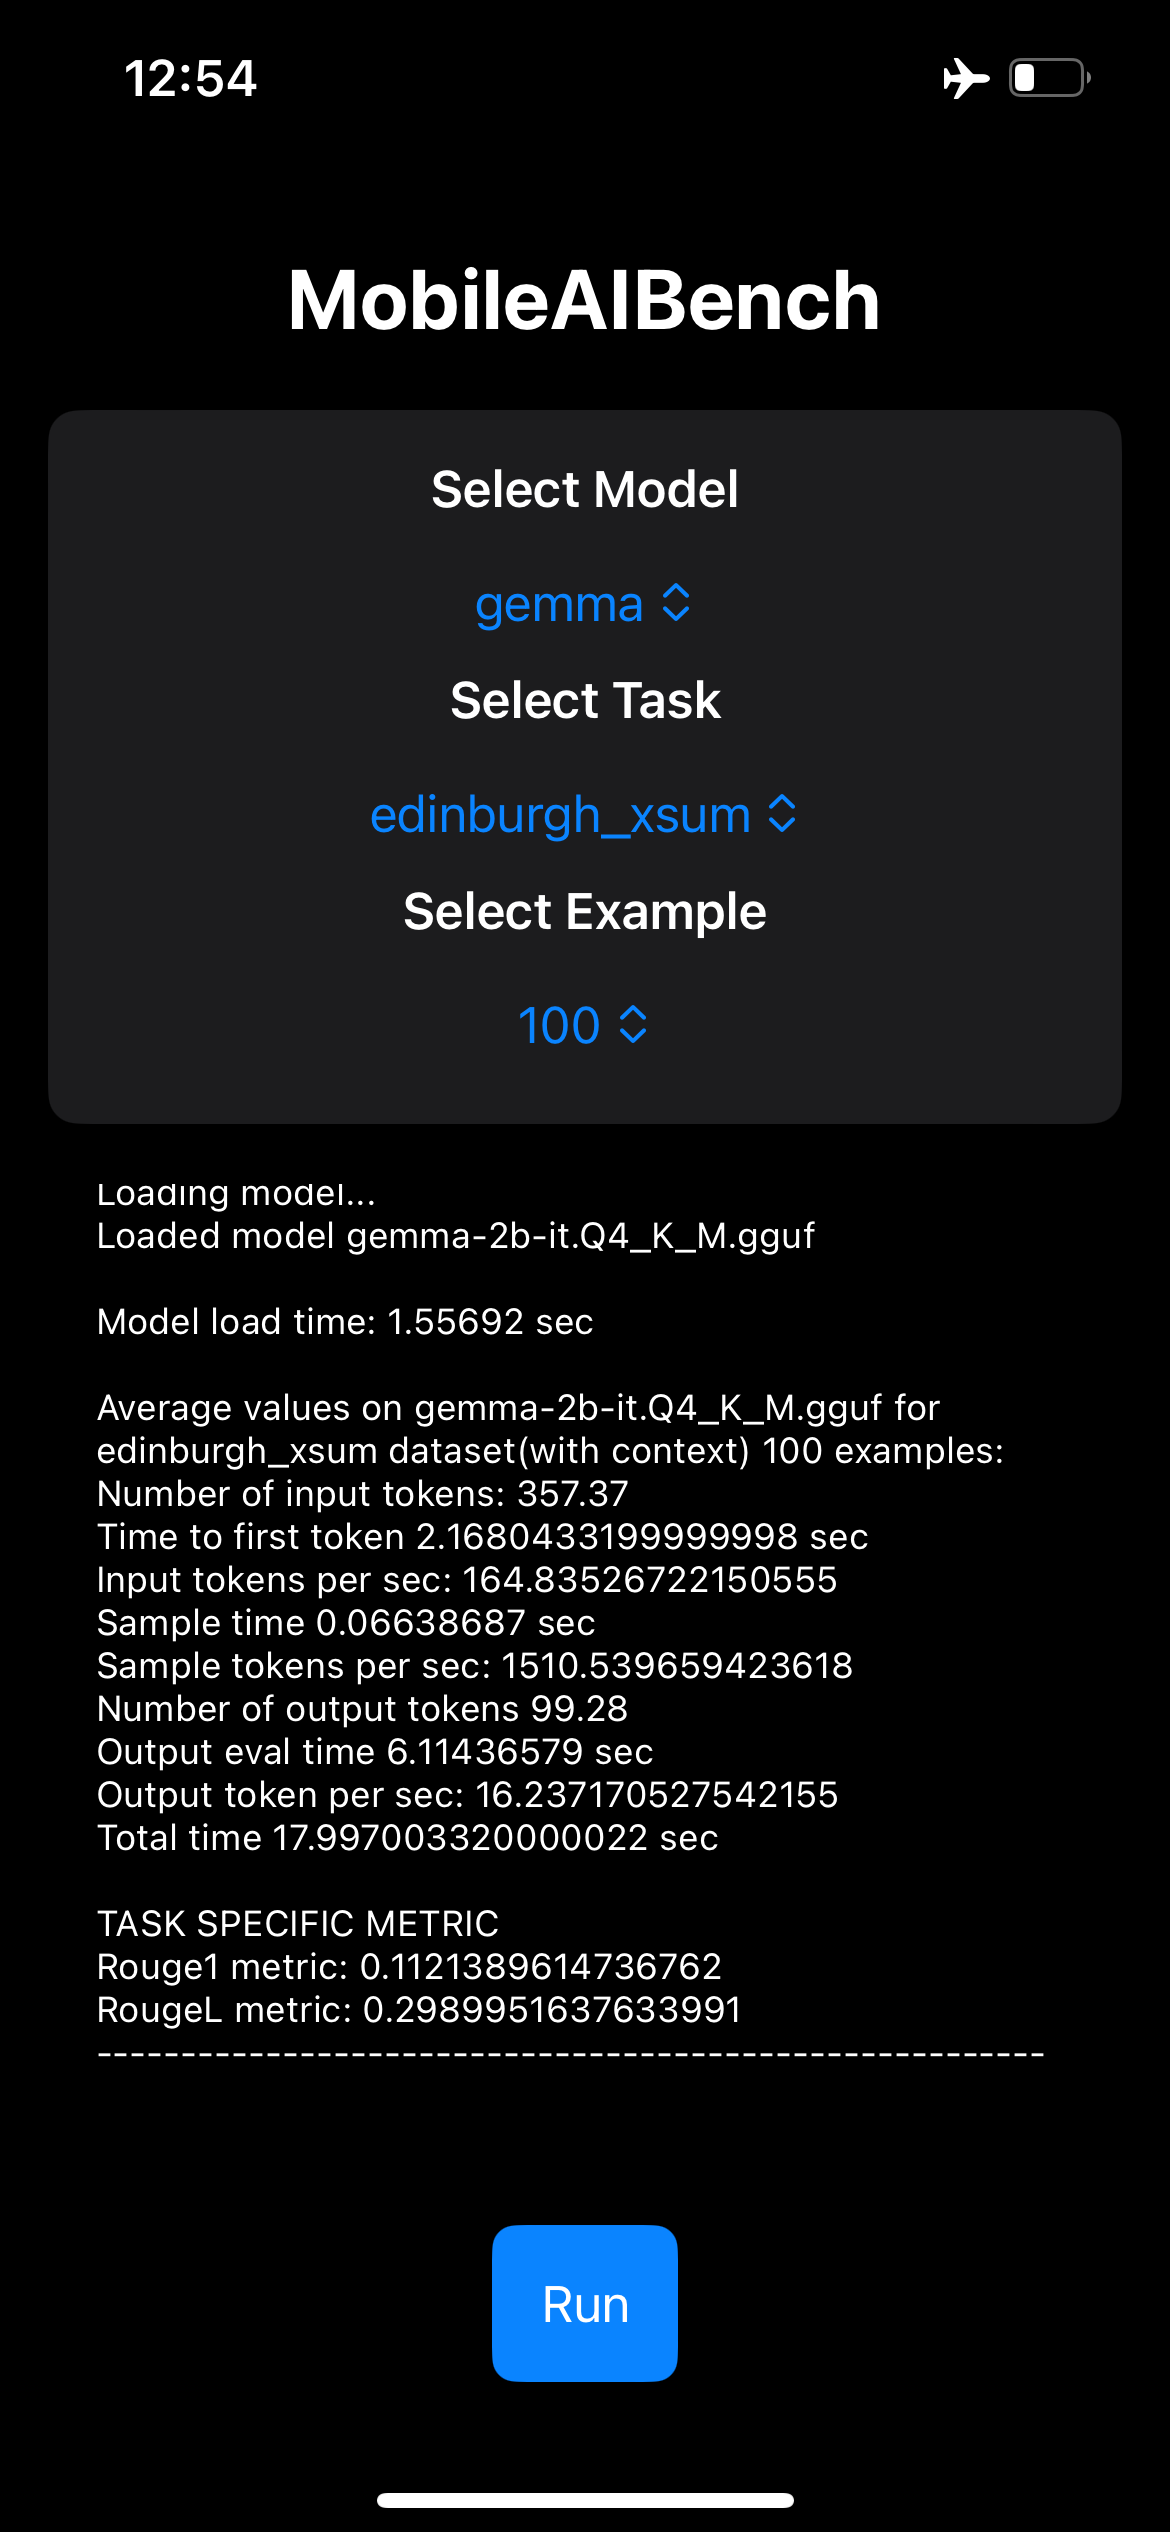 12:54
MobileAIBench
Select Model
gemma
Select Task
edinburgh_xsum
Select Example
100
Loading model...
Loaded model gemma-2b-it.Q4_K_M.gguf
Model load time: 1.55692 sec
Average values on gemma-2b-it.Q4_K_M.gguf for
edinburgh_xsum dataset(with context) 100 examples:
Number of input tokens: 357.37
Time to first token 2.1680433199999998 sec
Input tokens per sec: 164.83526722150555
Sample time 0.06638687 sec
Sample tokens per sec: 1510.539659423618
Number of output tokens 99.28
Output eval time 6.11436579 sec
Output token per sec: 16.237170527542155
Total time 17.997003320000022 sec
TASK SPECIFIC METRIC
Rouge1 metric: 0.1121389614736762
RougeL metric: 0.2989951637633991
--------------------------------------------------------
Run